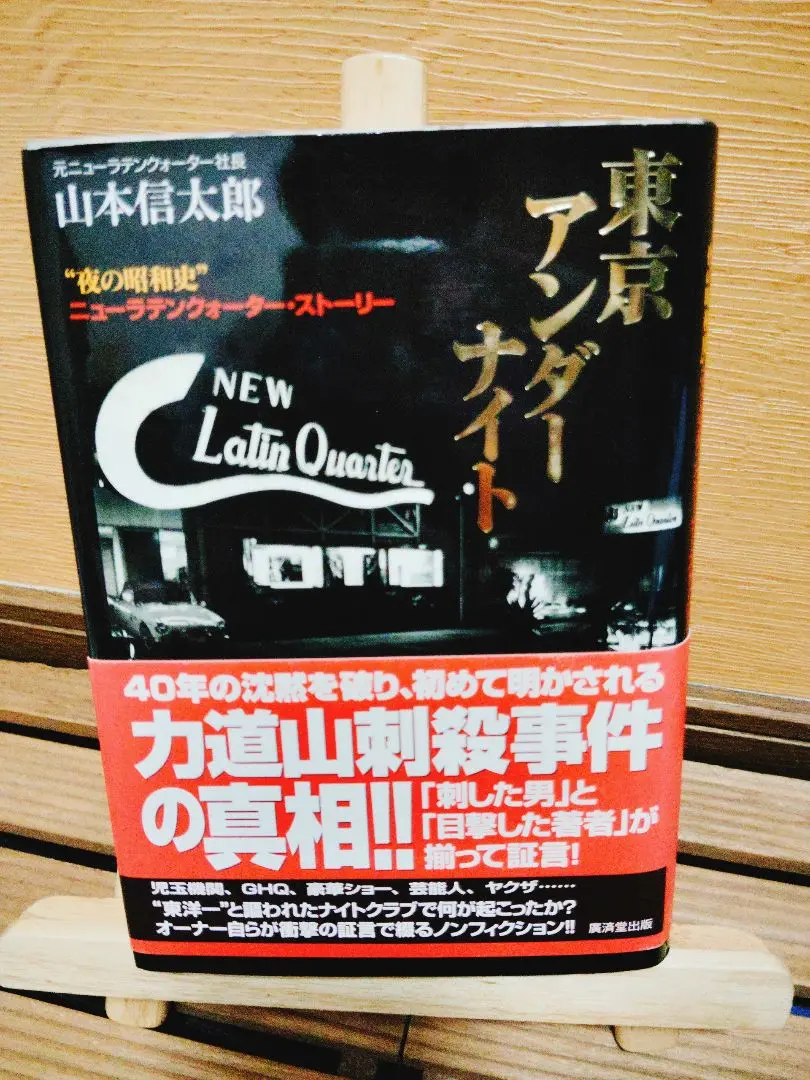 元ニューラテンクォーター社長
山本信太郎
東京
アンダー
ナイト
“夜の昭和史”
ニューラテンクォーター・ストーリー
NEW
Latin Quarter
NEW
Latin Quarter
40年の沈黙を破り、初めて明かされる
力道山刺殺事件
の真相!!
「刺した男」と
「目撃した著者」が
揃って証言!
児玉機関、GHQ、豪華ショー、芸能人、ヤクザ……
“東洋一”と謳われたナイトクラブで何が起こったか?
オーナー自らが衝撃の証言で綴るノンフィクション!!
廣済堂出版